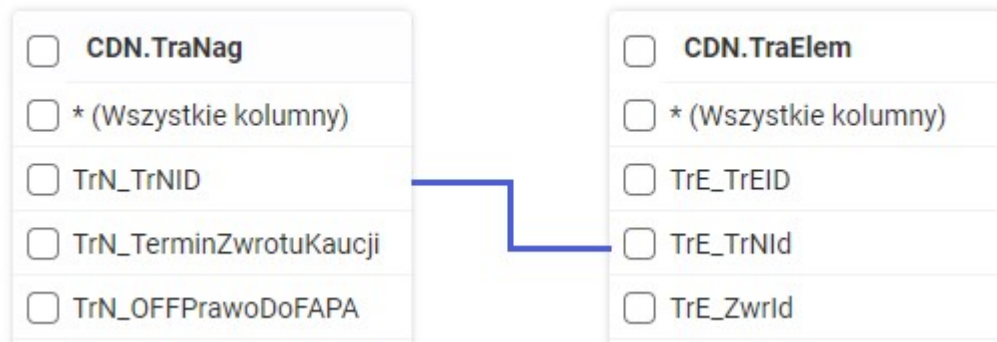 CDN.TraNag
* (Wszystkie kolumny)
TrN_TrNID
TrN_TerminZwrotuKaucji
TrN_OFFPrawoDoFAPA
CDN.TraElem
* (Wszystkie kolumny)
TrE_TrEID
TrE_TrNId
TrE_ZwrId